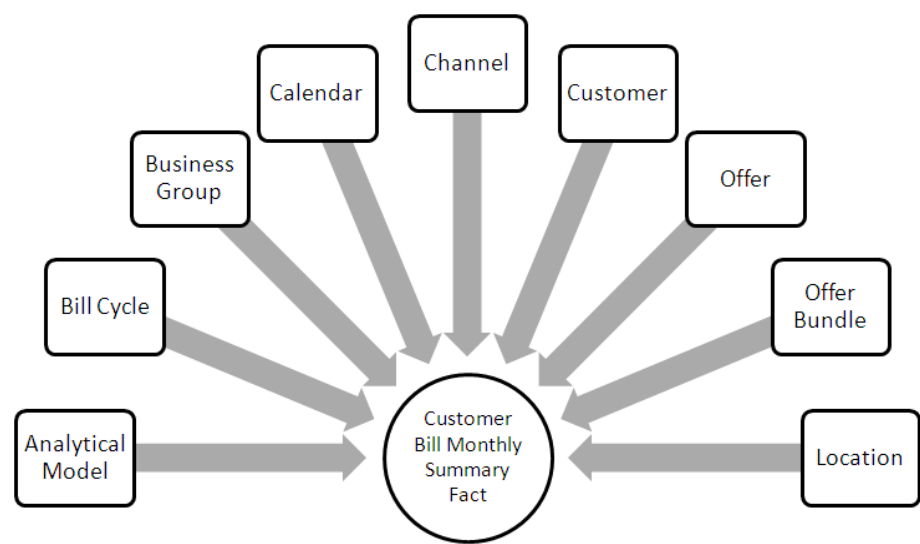 Channel
Calendar
Customer
Business
Group
Offer
Bill Cycle
Offer
Bundle
Analytical
Model
Customer
Bill Monthly
Summary
Fact
Location